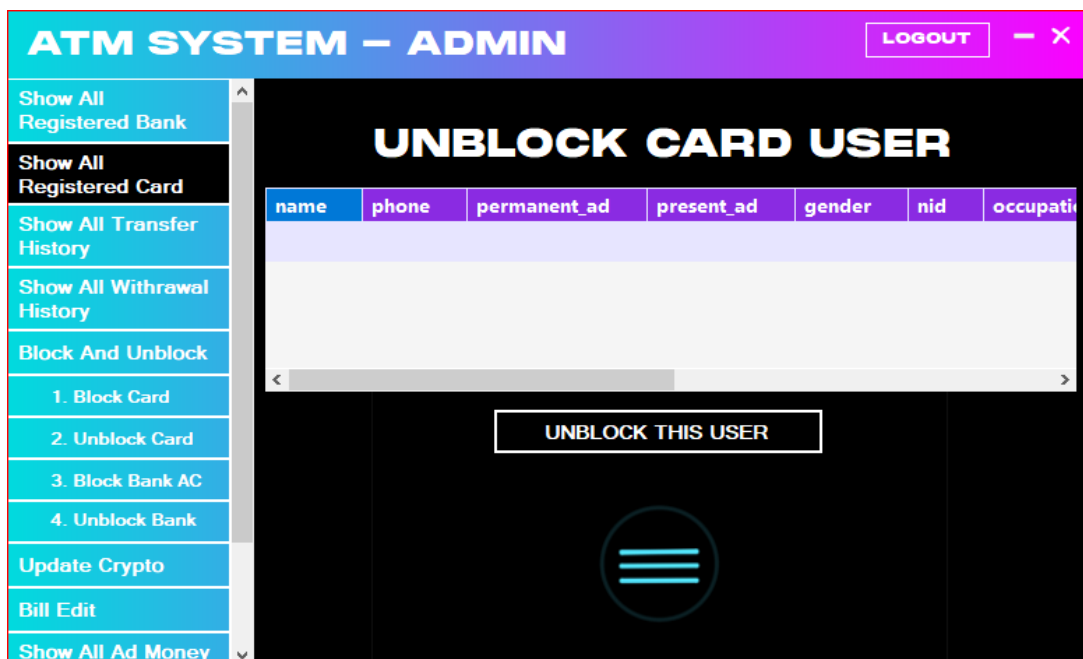 ATM SYSTEM – ADMIN
LOGOUT
Show All
Registered Bank
Show All
Registered Card
Show All Transfer
History
Show All Withrawal
History
Block And Unblock
1. Block Card
2. Unblock Card
3. Block Bank AC
4. Unblock Bank
Update Crypto
Bill Edit
Show All Ad Money
UNBLOCK CARD USER
name phone permanent_ad present_ad gender nid occupatio
UNBLOCK THIS USER